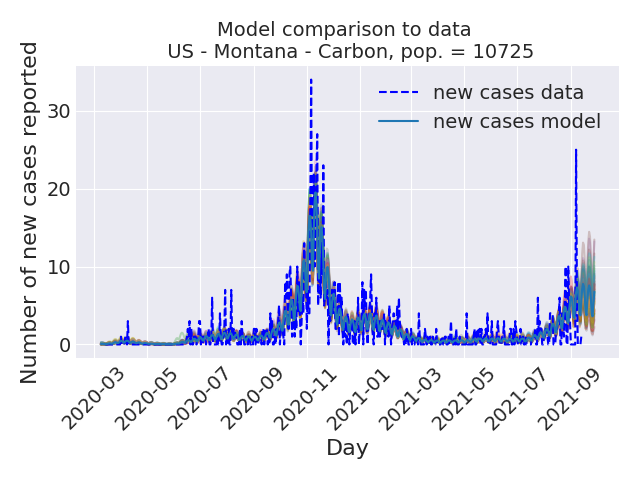 Model comparison to data
US - Montana - Carbon, pop. = 10725
new cases data
new cases model
Number of new cases reported
30
20
10
0
2020-03
2020-05
2020-07
2020-09
2020-11
2021-01
2021-03
2021-05
2021-07
2021-09
Day